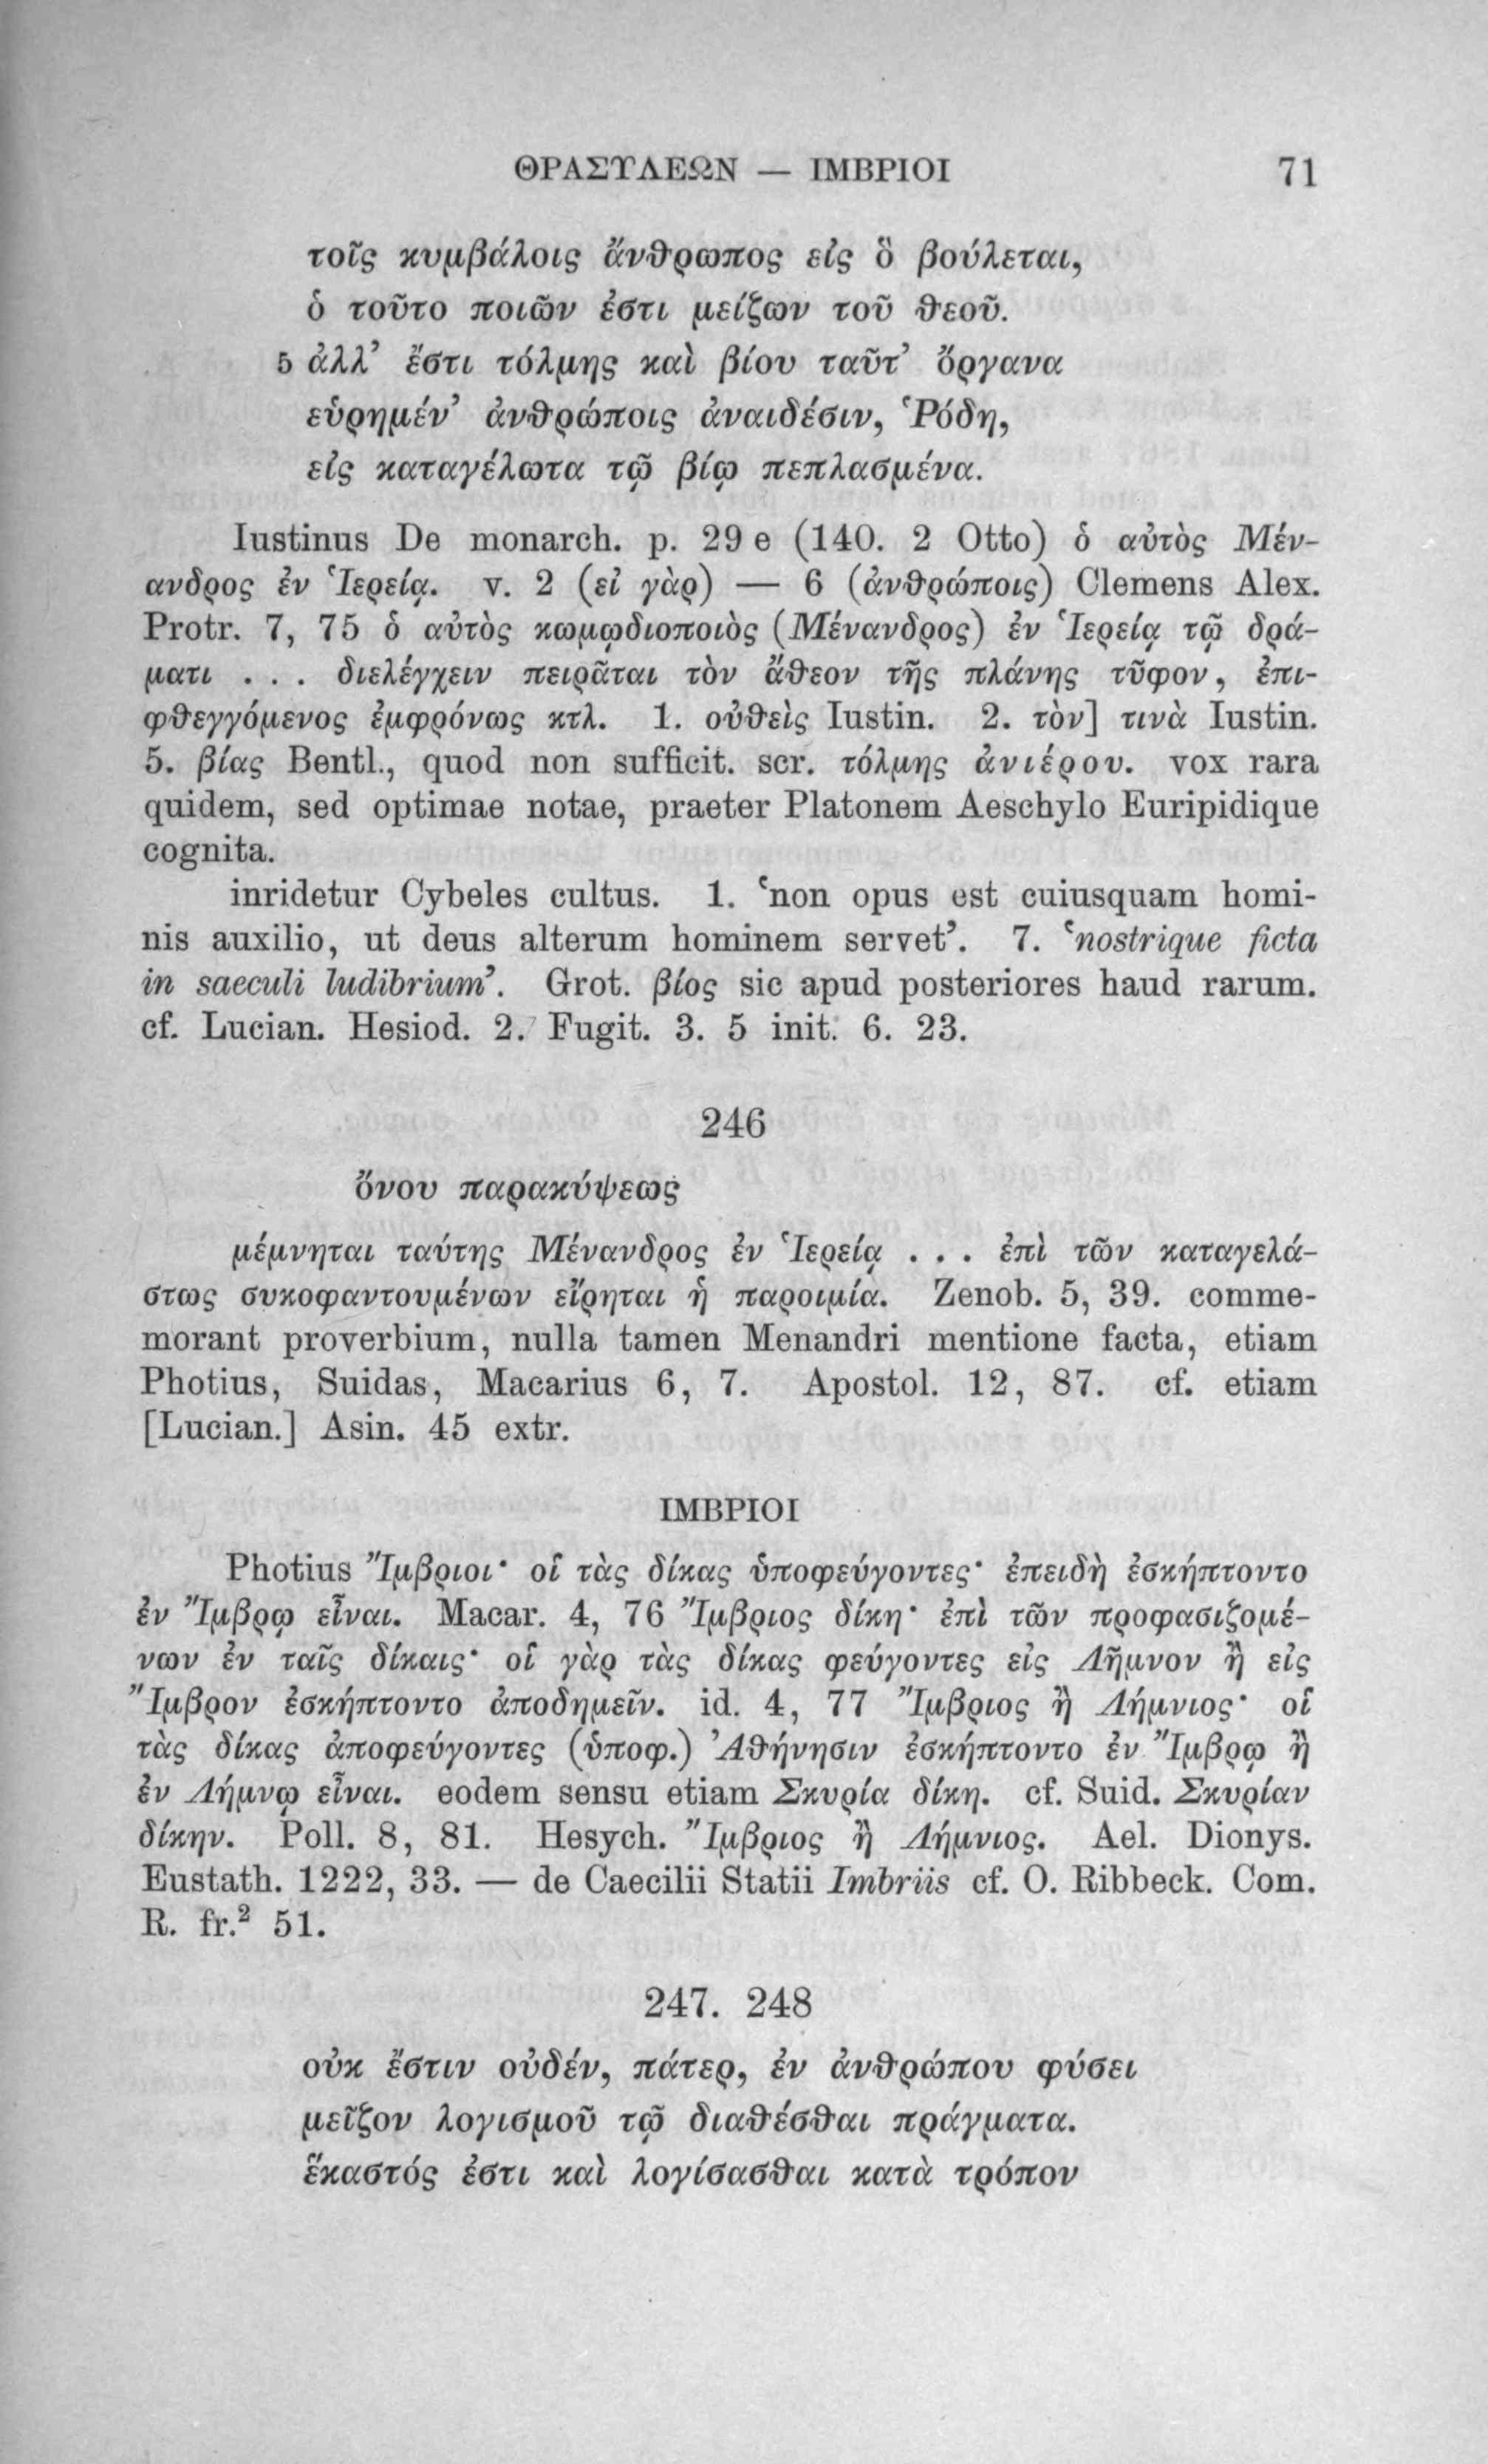 ΘΡΑΣΥΛΕΩΝ — ΙΜΒΡΙΟΙ 71
τοῖς κυμβάλοις ἄνθρωπος εἰς ὃ βούλεται,
ὁ τοῦτο ποιῶν ἐστι μείζων τοῦ θεοῦ.
5 ἀλλ’ ἔστι τόλμης καὶ βίου ταῦτ’ ὄργανα
εὑρημέν’ ἀνθρώποις ἀναιδέσιν, Ῥόδη,
εἰς καταγέλωτα τῷ βίῳ πεπλασμένα.
Iustinus De monarch. p. 29 e (140. 2 Otto) ὁ αὐτὸς Μέν-
ανδρος ἐν Ἱερείᾳ. v. 2 (εἰ γὰρ) — 6 (ἀνθρώποις) Clemens Alex.
Protr. 7, 75 ὁ αὐτὸς κωμῳδιοποιὸς (Μένανδρος) ἐν Ἱερείᾳ τῷ δρά-
ματι . . . διελέγχειν πειρᾶται τὸν ἄθεον τῆς πλάνης τῦφον, ἐπι-
φθεγγόμενος ἐμφρόνως κτλ. 1. οὐθεὶς Iustin. 2. τὸν] τινὰ Iustin.
5. βίας Bentl., quod non sufficit. scr. τόλμης ἀνιέρου. vox rara
quidem, sed optimae notae, praeter Platonem Aeschylo Euripidique
cognita.
inridetur Cybeles cultus. 1. ‘non opus est cuiusquam homi-
nis auxilio, ut deus alterum hominem servet’. 7. ‘nostrique ficta
in saeculi ludibrium’. Grot. βίος sic apud posteriores haud rarum.
cf. Lucian. Hesiod. 2. Fugit. 3. 5 init. 6. 23.
246
ὄνου παρακύψεως
μέμνηται ταύτης Μένανδρος ἐν Ἱερείᾳ . . . ἐπὶ τῶν καταγελά-
στως συκοφαντουμένων εἴρηται ἡ παροιμία. Zenob. 5, 39. comme-
morant proverbium, nulla tamen Menandri mentione facta, etiam
Photius, Suidas, Macarius 6, 7. Apostol. 12, 87. cf. etiam
[Lucian.] Asin. 45 extr.
ΙΜΒΡΙΟΙ
Photius Ἴμβριοι· οἱ τὰς δίκας ὑποφεύγοντες· ἐπειδὴ ἐσκήπτοντο
ἐν Ἴμβρῳ εἶναι. Macar. 4, 76 Ἴμβριος δίκη· ἐπὶ τῶν προφασιζομέ-
νων ἐν ταῖς δίκαις· οἱ γὰρ τὰς δίκας φεύγοντες εἰς Λῆμνον ἢ εἰς
Ἴμβρον ἐσκήπτοντο ἀποδημεῖν. id. 4, 77 Ἴμβριος ἢ Λήμνιος· οἱ
τὰς δίκας ἀποφεύγοντες (ὑποφ.) Ἀθήνησιν ἐσκήπτοντο ἐν Ἴμβρῳ ἢ
ἐν Λήμνῳ εἶναι. eodem sensu etiam Σκυρία δίκη. cf. Suid. Σκυρίαν
δίκην. Poll. 8, 81. Hesych. Ἴμβριος ἢ Λήμνιος. Ael. Dionys.
Eustath. 1222, 33. — de Caecilii Statii Imbriis cf. O. Ribbeck. Com.
R. fr.² 51.
247. 248
οὐκ ἔστιν οὐδέν, πάτερ, ἐν ἀνθρώπου φύσει
μεῖζον λογισμοῦ τῷ διαθέσθαι πράγματα.
ἕκαστός ἐστι καὶ λογίσασθαι κατὰ τρόπον